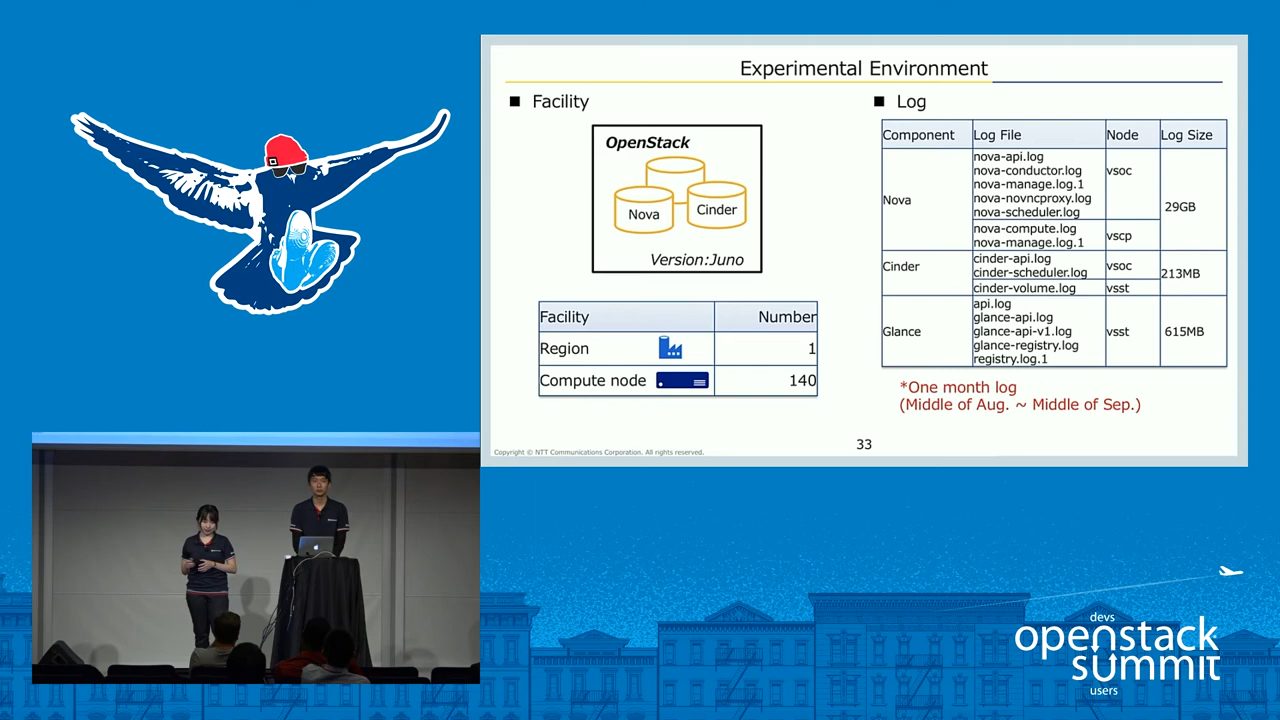 Experimental Environment
■ Facility
OpenStack
Nova
Cinder
Version:Juno
Facility Number
Region 1
Compute node 140
■ Log
Component Log File Node Log Size
Nova
nova-api.log
nova-conductor.log
nova-manage.log.1
nova-novncproxy.log
nova-scheduler.log
vsoc
nova-compute.log
nova-manage.log.1
vscp
29GB
Cinder
cinder-api.log
cinder-scheduler.log
vsoc
cinder-volume.log
vsst
213MB
Glance
api.log
glance-api.log
glance-api-v1.log
glance-registry.log
registry.log.1
vsst
615MB
*One month log
(Middle of Aug. ~ Middle of Sep.)
33
Copyright © NTT Communications Corporation. All rights reserved.
devs
openstack
summit
users